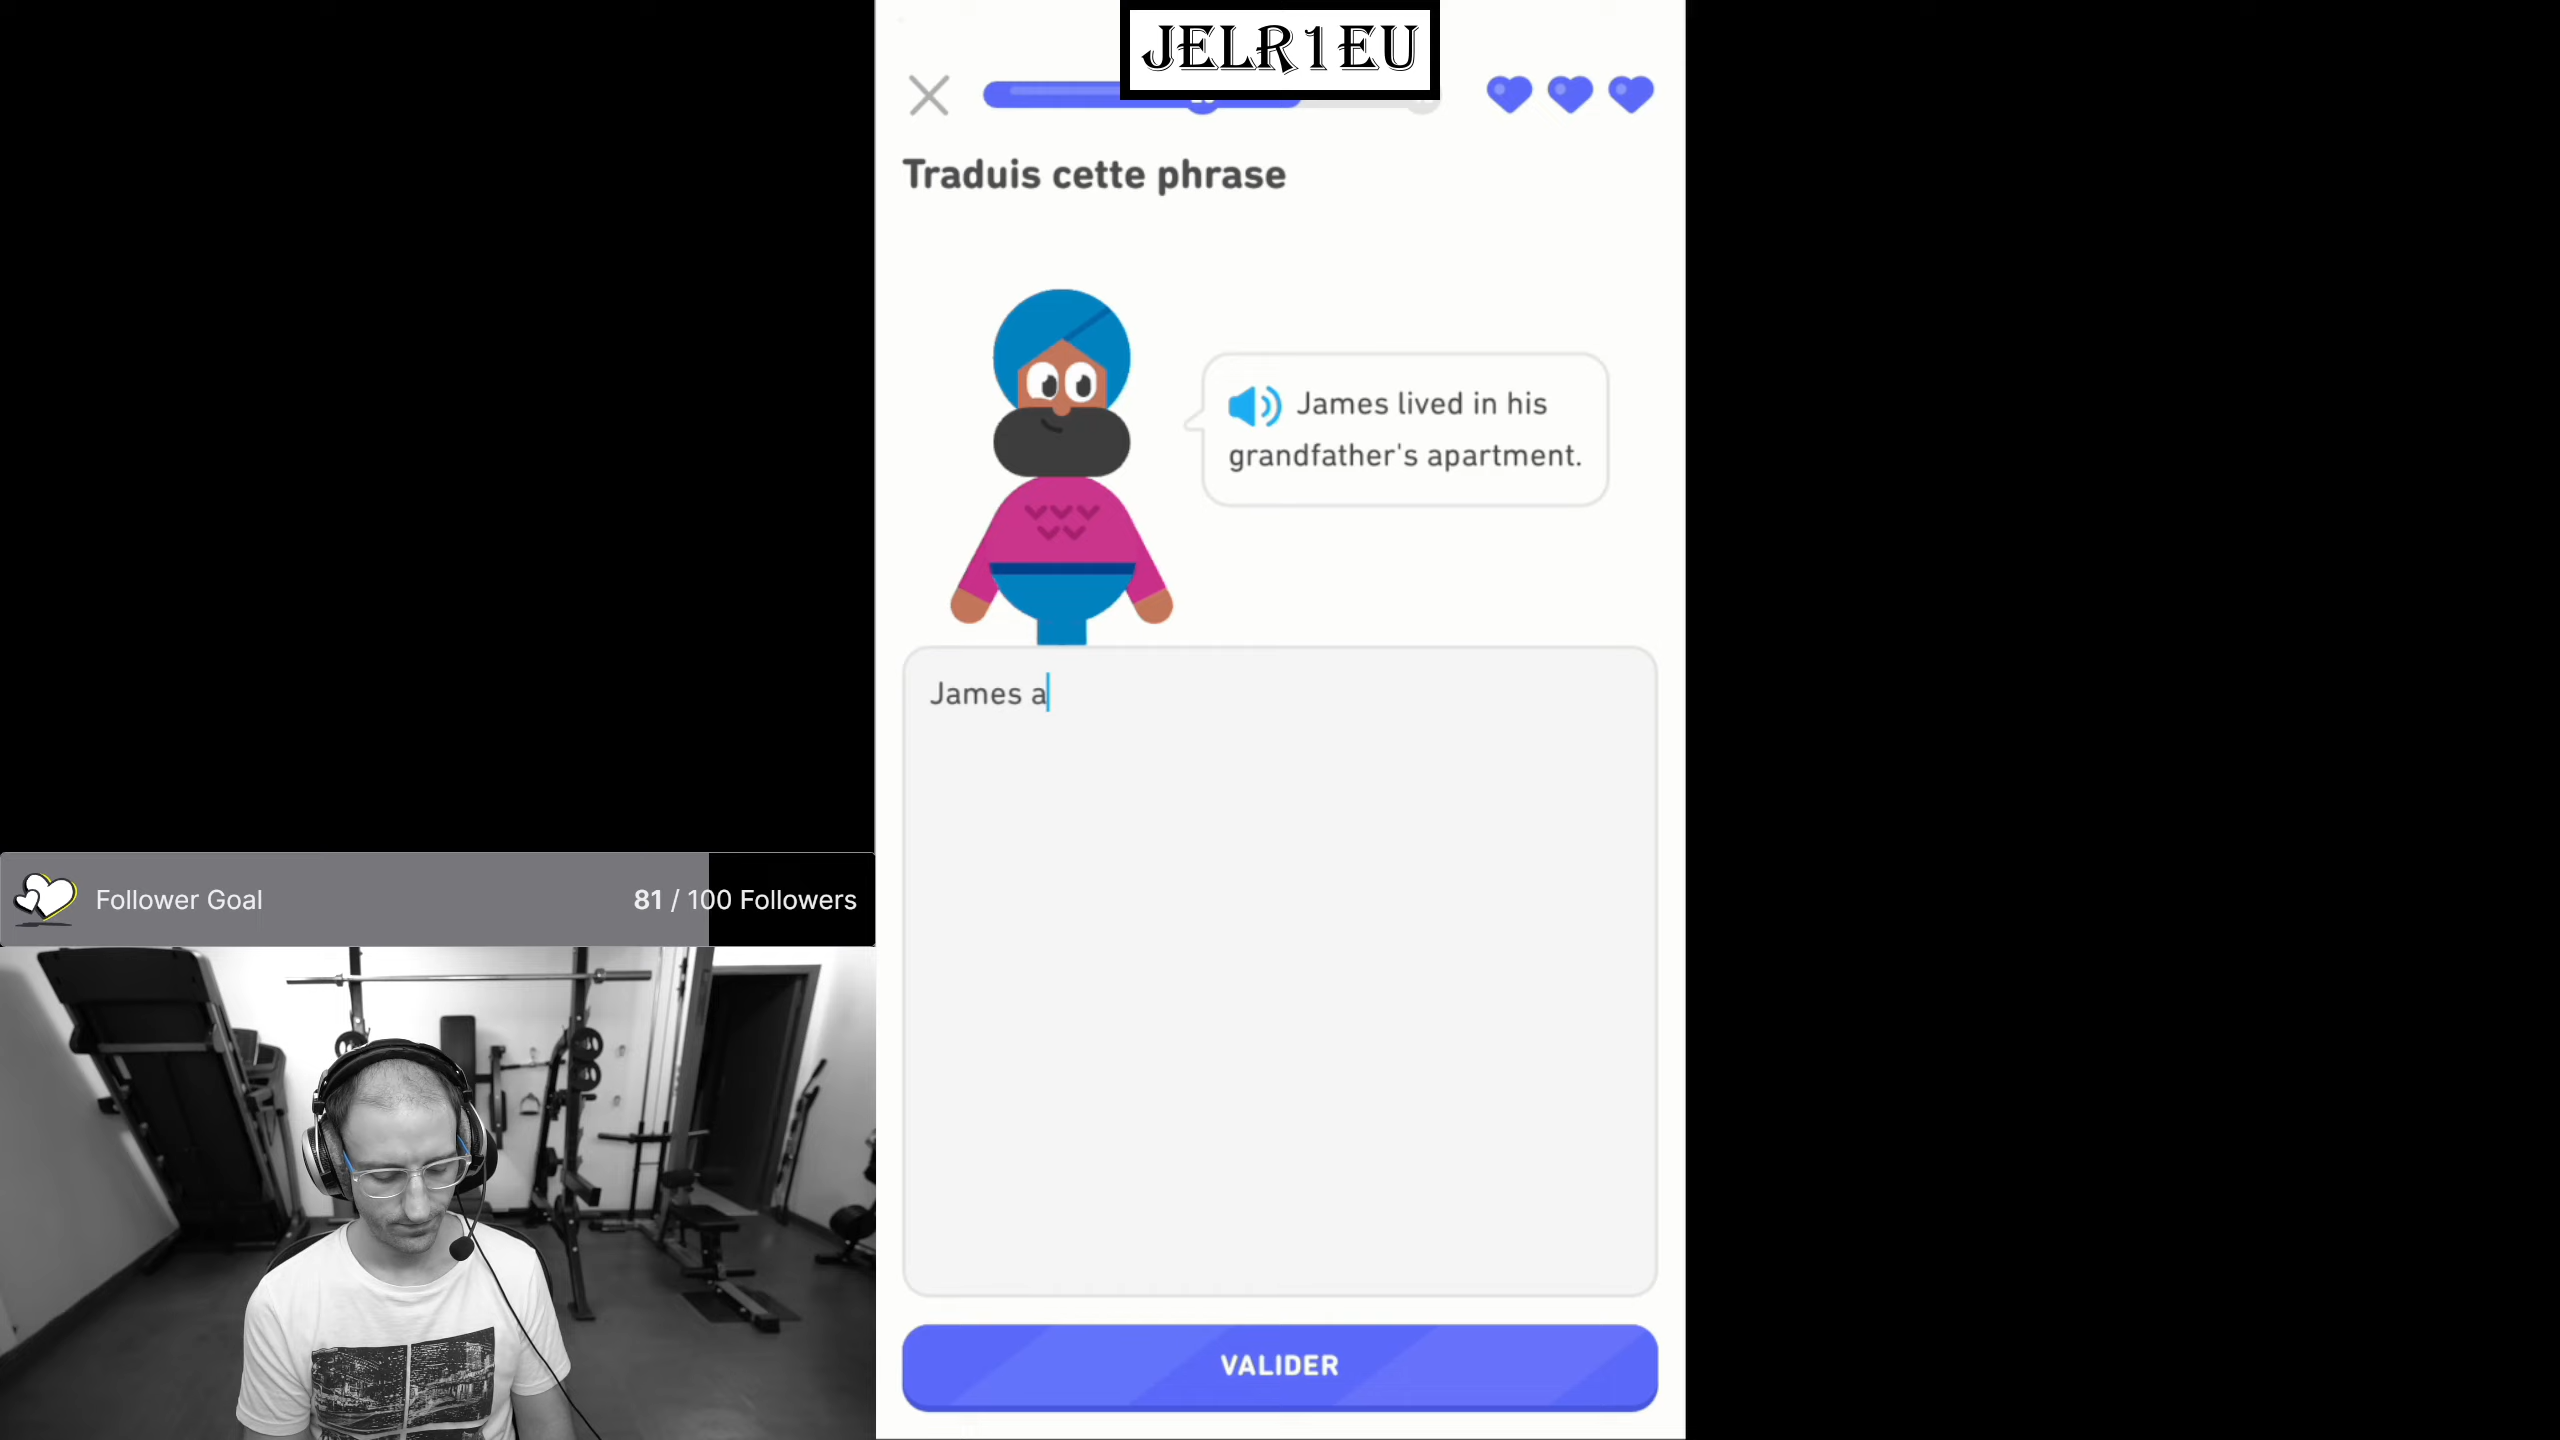 JELR1EU
Traduis cette phrase
James lived in his
grandfather's apartment.
James a
Follower Goal
81 / 100 Followers
VALIDER